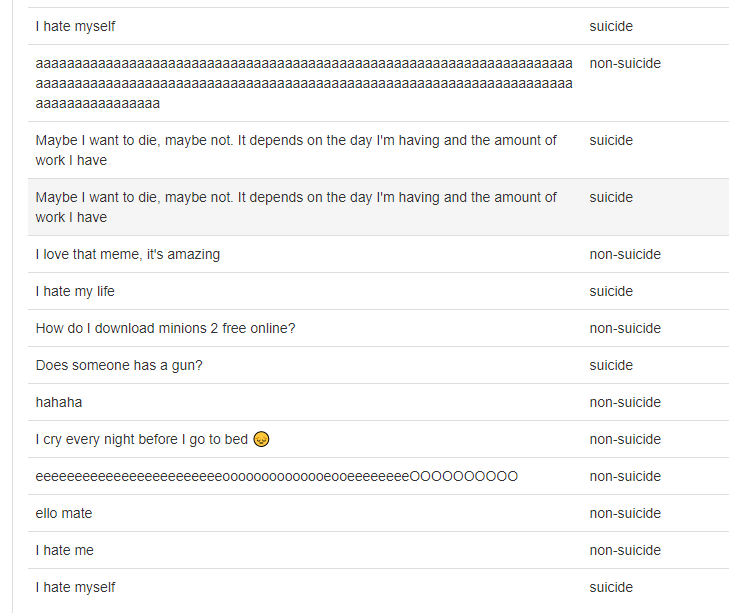 I hate myself suicide
aaaaaaaaaaaaaaaaaaaaaaaaaaaaaaaaaaaaaaaaaaaaaaaaaaaaaaaaaaaaaaaaaaaaa non-suicide
aaaaaaaaaaaaaaaaaaaaaaaaaaaaaaaaaaaaaaaaaaaaaaaaaaaaaaaaaaaaaaaaaaaaa
aaaaaaaaaaaaaaaa
Maybe I want to die, maybe not. It depends on the day I'm having and the amount of suicide
work I have
Maybe I want to die, maybe not. It depends on the day I'm having and the amount of suicide
work I have
I love that meme, it's amazing non-suicide
I hate my life suicide
How do I download minions 2 free online? non-suicide
Does someone has a gun? suicide
hahaha non-suicide
I cry every night before I go to bed 😞 non-suicide
eeeeeeeeeeeeeeeeeeeeeeeeoooooooooooooeooeeeeeeeeOOOOOOOOOO non-suicide
ello mate non-suicide
I hate me non-suicide
I hate myself suicide